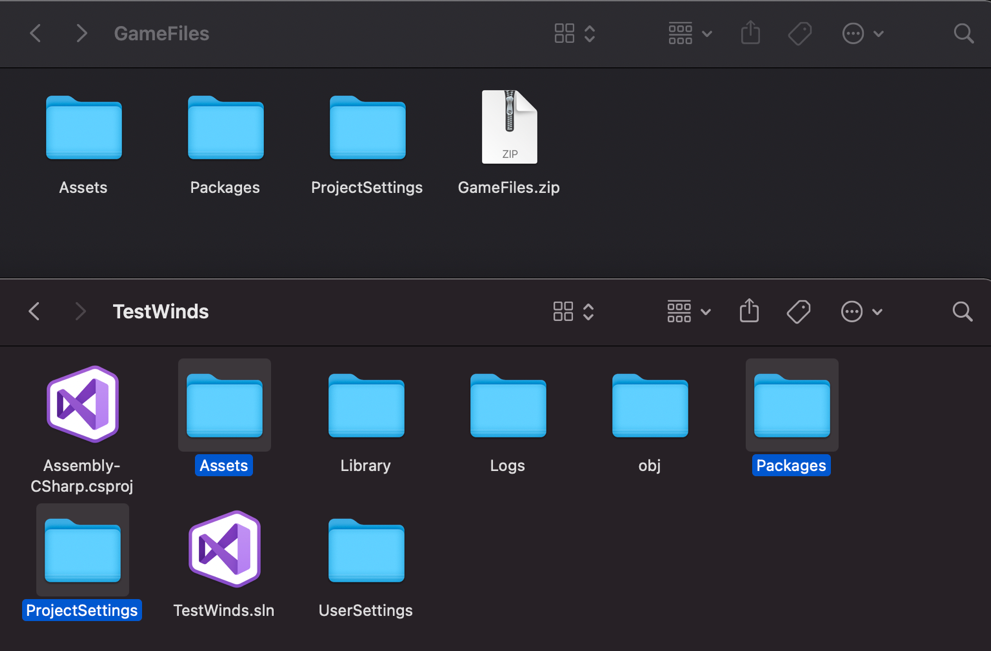 GameFiles
ZIP
Assets
Packages
ProjectSettings
GameFiles.zip
TestWinds
Assembly-
CSharp.csproj
Assets
Library
Logs
obj
Packages
ProjectSettings
TestWinds.sln
UserSettings